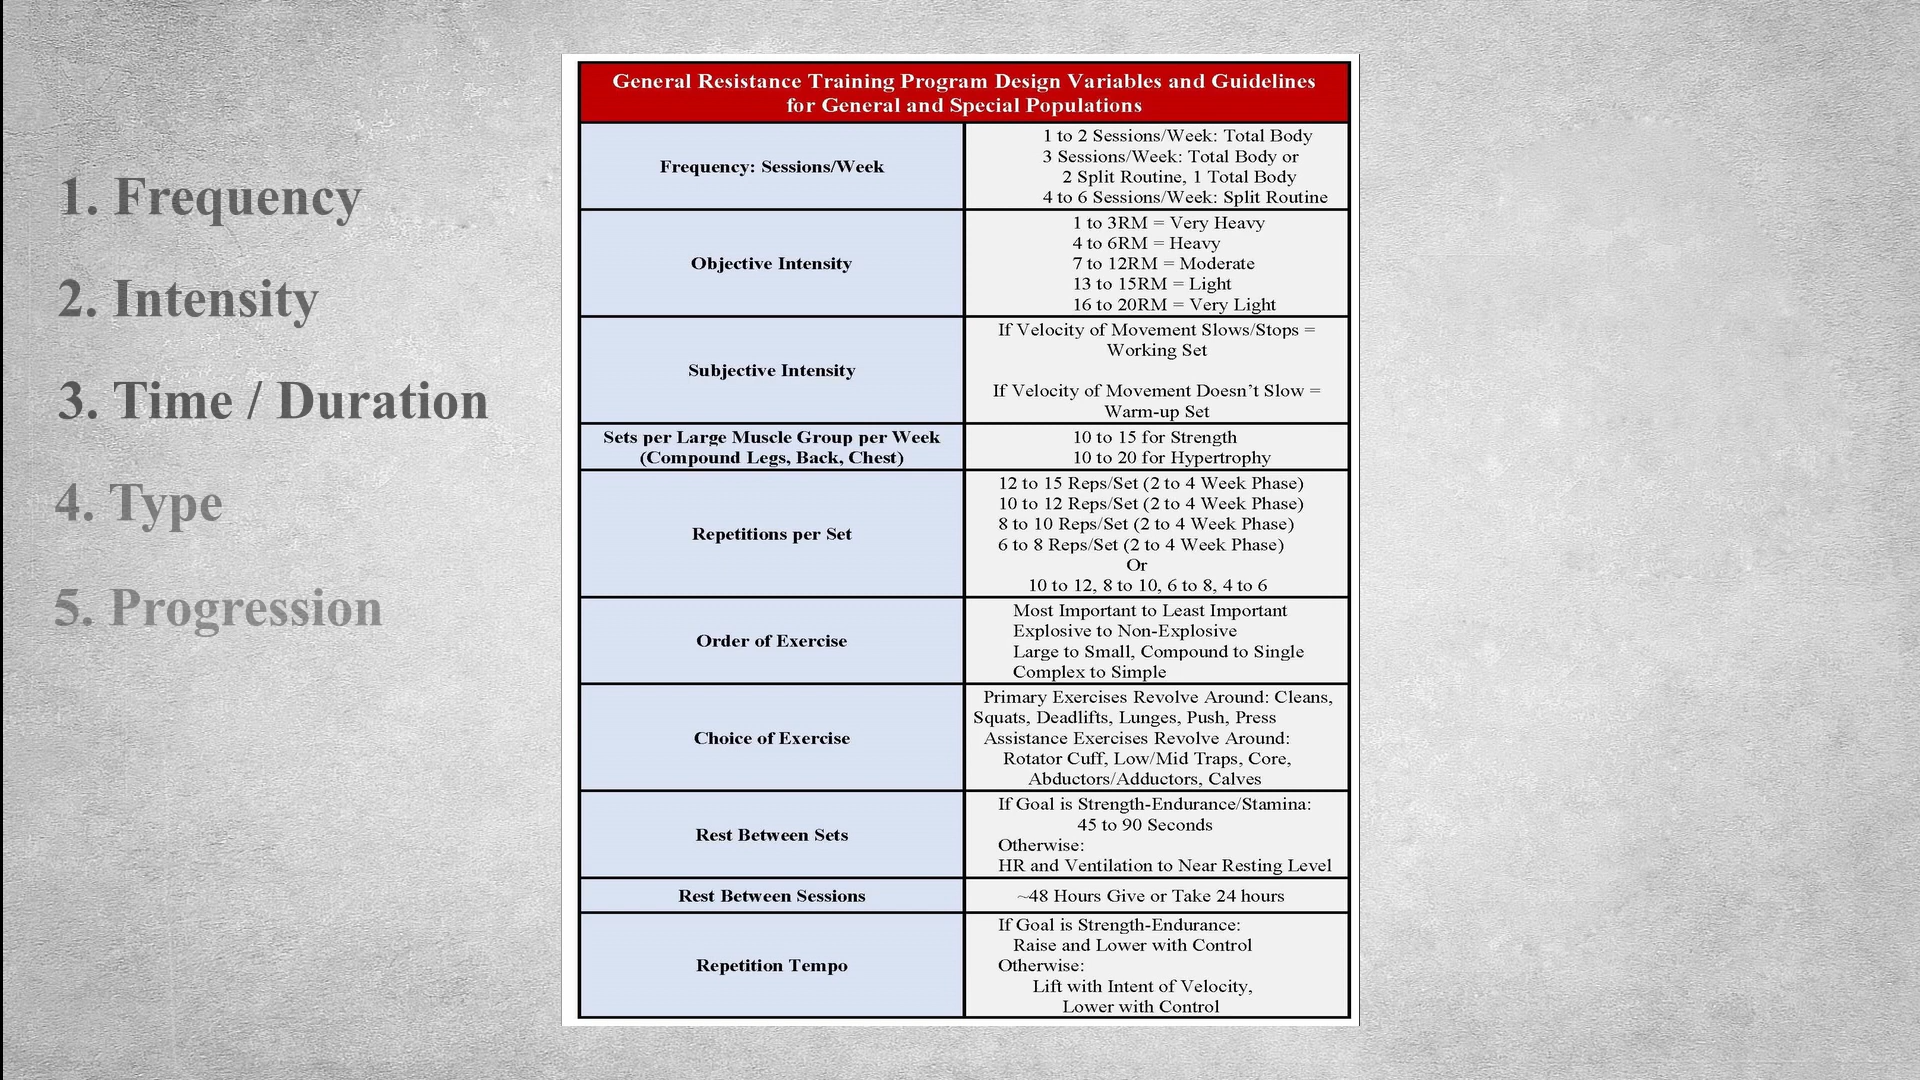 1. Frequency
2. Intensity
3. Time / Duration
4. Type
5. Progression
General Resistance Training Program Design Variables and Guidelines
for General and Special Populations
Frequency: Sessions/Week
1 to 2 Sessions/Week: Total Body
3 Sessions/Week: Total Body or
2 Split Routine, 1 Total Body
4 to 6 Sessions/Week: Split Routine
Objective Intensity
1 to 3RM = Very Heavy
4 to 6RM = Heavy
7 to 12RM = Moderate
13 to 15RM = Light
16 to 20RM = Very Light
Subjective Intensity
If Velocity of Movement Slows/Stops =
Working Set
If Velocity of Movement Doesn’t Slow =
Warm-up Set
Sets per Large Muscle Group per Week
(Compound Legs, Back, Chest)
10 to 15 for Strength
10 to 20 for Hypertrophy
Repetitions per Set
12 to 15 Reps/Set (2 to 4 Week Phase)
10 to 12 Reps/Set (2 to 4 Week Phase)
8 to 10 Reps/Set (2 to 4 Week Phase)
6 to 8 Reps/Set (2 to 4 Week Phase)
Or
10 to 12, 8 to 10, 6 to 8, 4 to 6
Order of Exercise
Most Important to Least Important
Explosive to Non-Explosive
Large to Small, Compound to Single
Complex to Simple
Choice of Exercise
Primary Exercises Revolve Around: Cleans,
Squats, Deadlifts, Lunges, Push, Press
Assistance Exercises Revolve Around:
Rotator Cuff, Low/Mid Traps, Core,
Abductors/Adductors, Calves
Rest Between Sets
If Goal is Strength-Endurance/Stamina:
45 to 90 Seconds
Otherwise:
HR and Ventilation to Near Resting Level
Rest Between Sessions
~48 Hours Give or Take 24 hours
Repetition Tempo
If Goal is Strength-Endurance:
Raise and Lower with Control
Otherwise:
Lift with Intent of Velocity,
Lower with Control